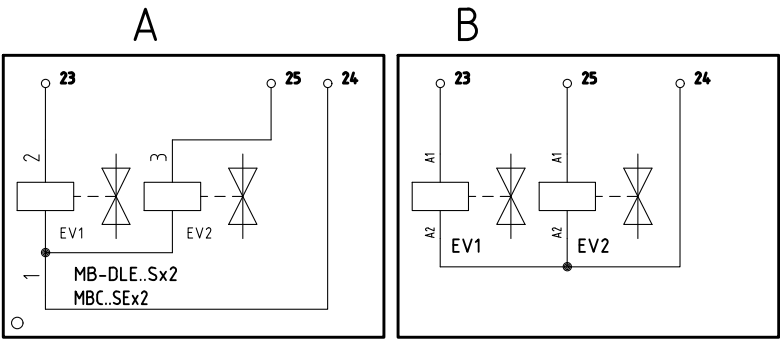 A
23
25
24
2
3
EV1
EV2
1
MB-DLE..Sx2
MBC..SEx2
B
23
25
24
A1
A1
A2
A2
EV1
EV2